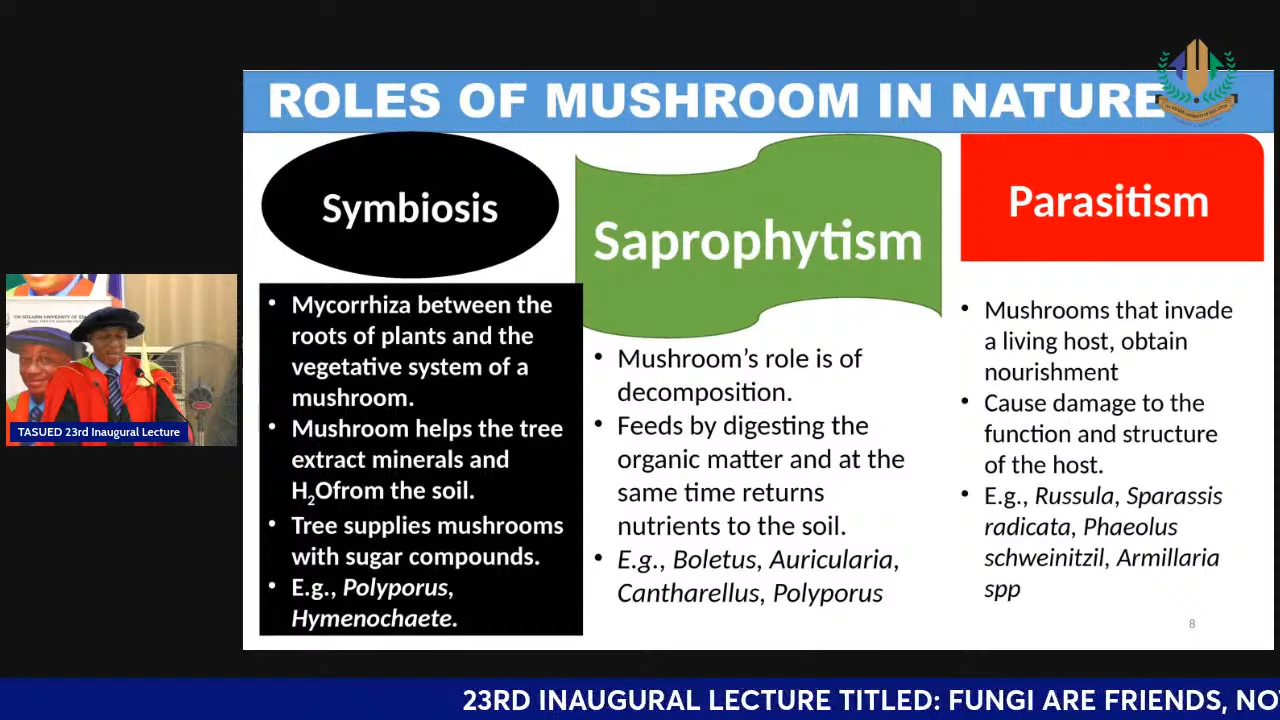 ROLES OF MUSHROOM IN NATURE
Symbiosis
• Mycorrhiza between the
roots of plants and the
vegetative system of a
mushroom.
• Mushroom helps the tree
extract minerals and
H₂Ofrom the soil.
• Tree supplies mushrooms
with sugar compounds.
• E.g., Polyporus,
Hymenochaete.
Saprophytism
• Mushroom's role is of
decomposition.
• Feeds by digesting the
organic matter and at the
same time returns
nutrients to the soil.
• E.g., Boletus, Auricularia,
Cantharellus, Polyporus
Parasitism
• Mushrooms that invade
a living host, obtain
nourishment
• Cause damage to the
function and structure
of the host.
• E.g., Russula, Sparassis
radicata, Phaeolus
schweinitzil, Armillaria
spp
8
TASUED 23rd Inaugural Lecture
23RD INAUGURAL LECTURE TITLED: FUNGI ARE FRIENDS, NO